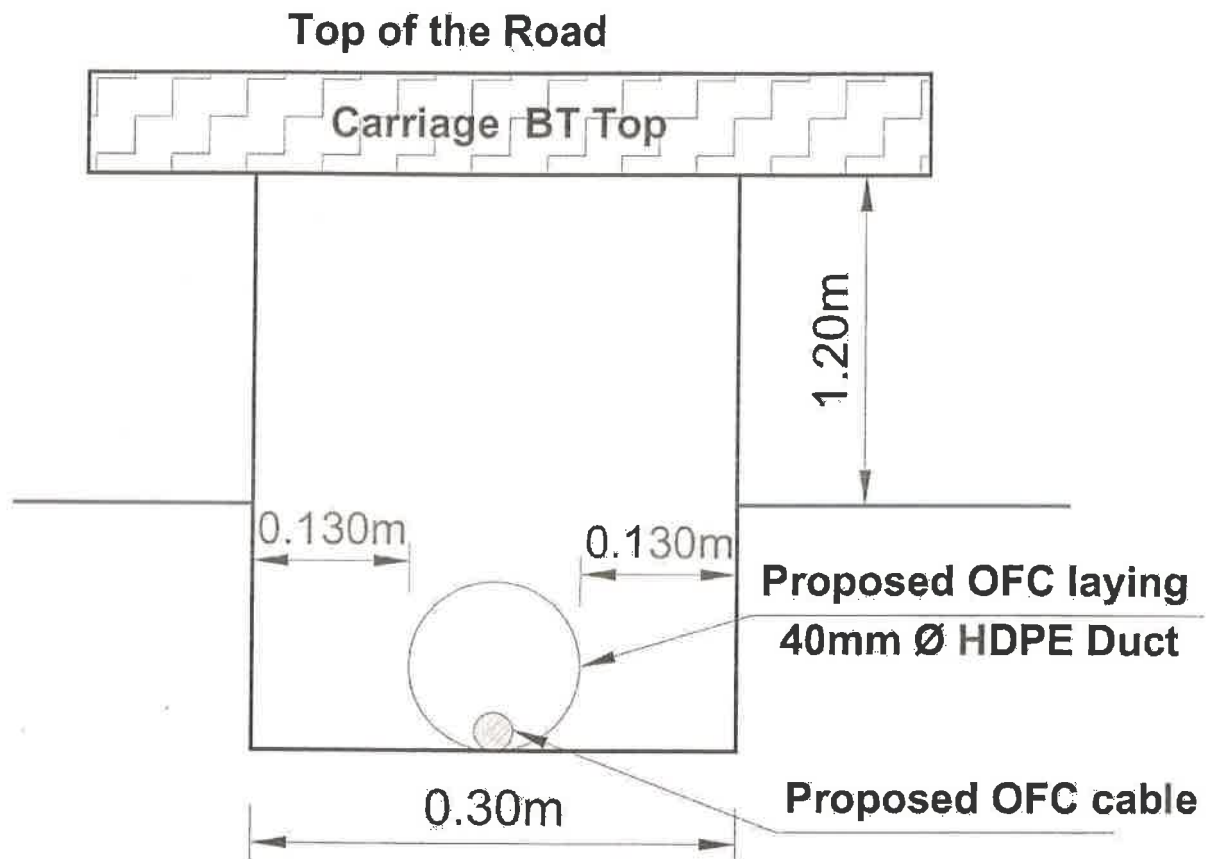 Top of the Road
Carriage BT Top
1.20m
0.130m
0.130m
Proposed OFC laying
40mm Ø HDPE Duct
0.30m
Proposed OFC cable